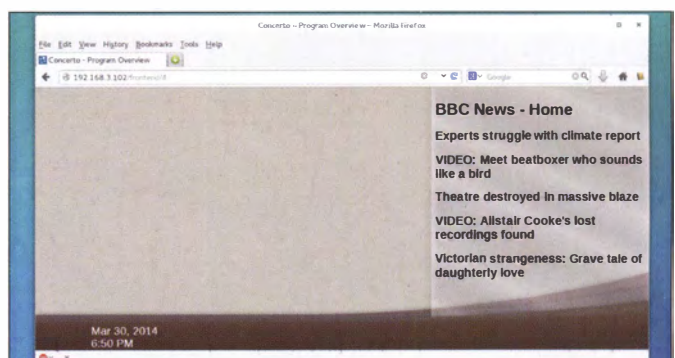 Concerto – Program Overview – Mozilla Firefox
File Edit View History Bookmarks Tools Help
Concerto - Program Overview
192.168.3.102/frontend/
Google
BBC News - Home
Experts struggle with climate report
VIDEO: Meet beatboxer who sounds
like a bird
Theatre destroyed in massive blaze
VIDEO: Alistair Cooke's lost
recordings found
Victorian strangeness: Grave tale of
daughterly love
Mar 30, 2014
6:50 PM